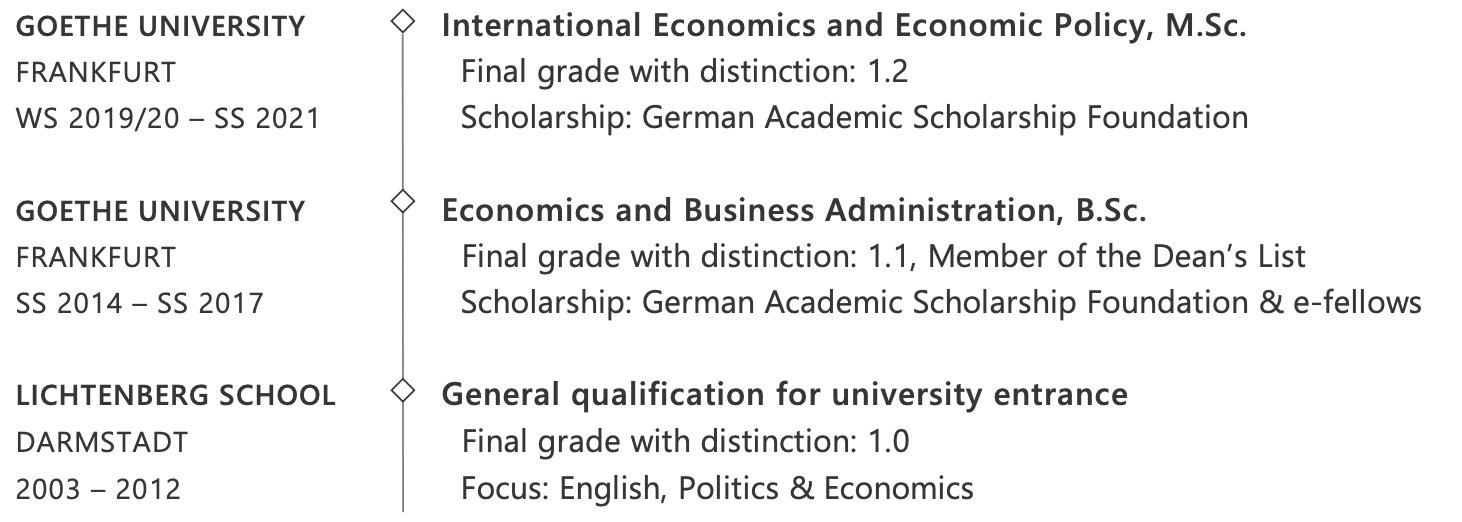 GOETHE UNIVERSITY
FRANKFURT
WS 2019/20 – SS 2021
International Economics and Economic Policy, M.Sc.
Final grade with distinction: 1.2
Scholarship: German Academic Scholarship Foundation
GOETHE UNIVERSITY
FRANKFURT
SS 2014 – SS 2017
Economics and Business Administration, B.Sc.
Final grade with distinction: 1.1, Member of the Dean’s List
Scholarship: German Academic Scholarship Foundation & e-fellows
LICHTENBERG SCHOOL
DARMSTADT
2003 – 2012
General qualification for university entrance
Final grade with distinction: 1.0
Focus: English, Politics & Economics